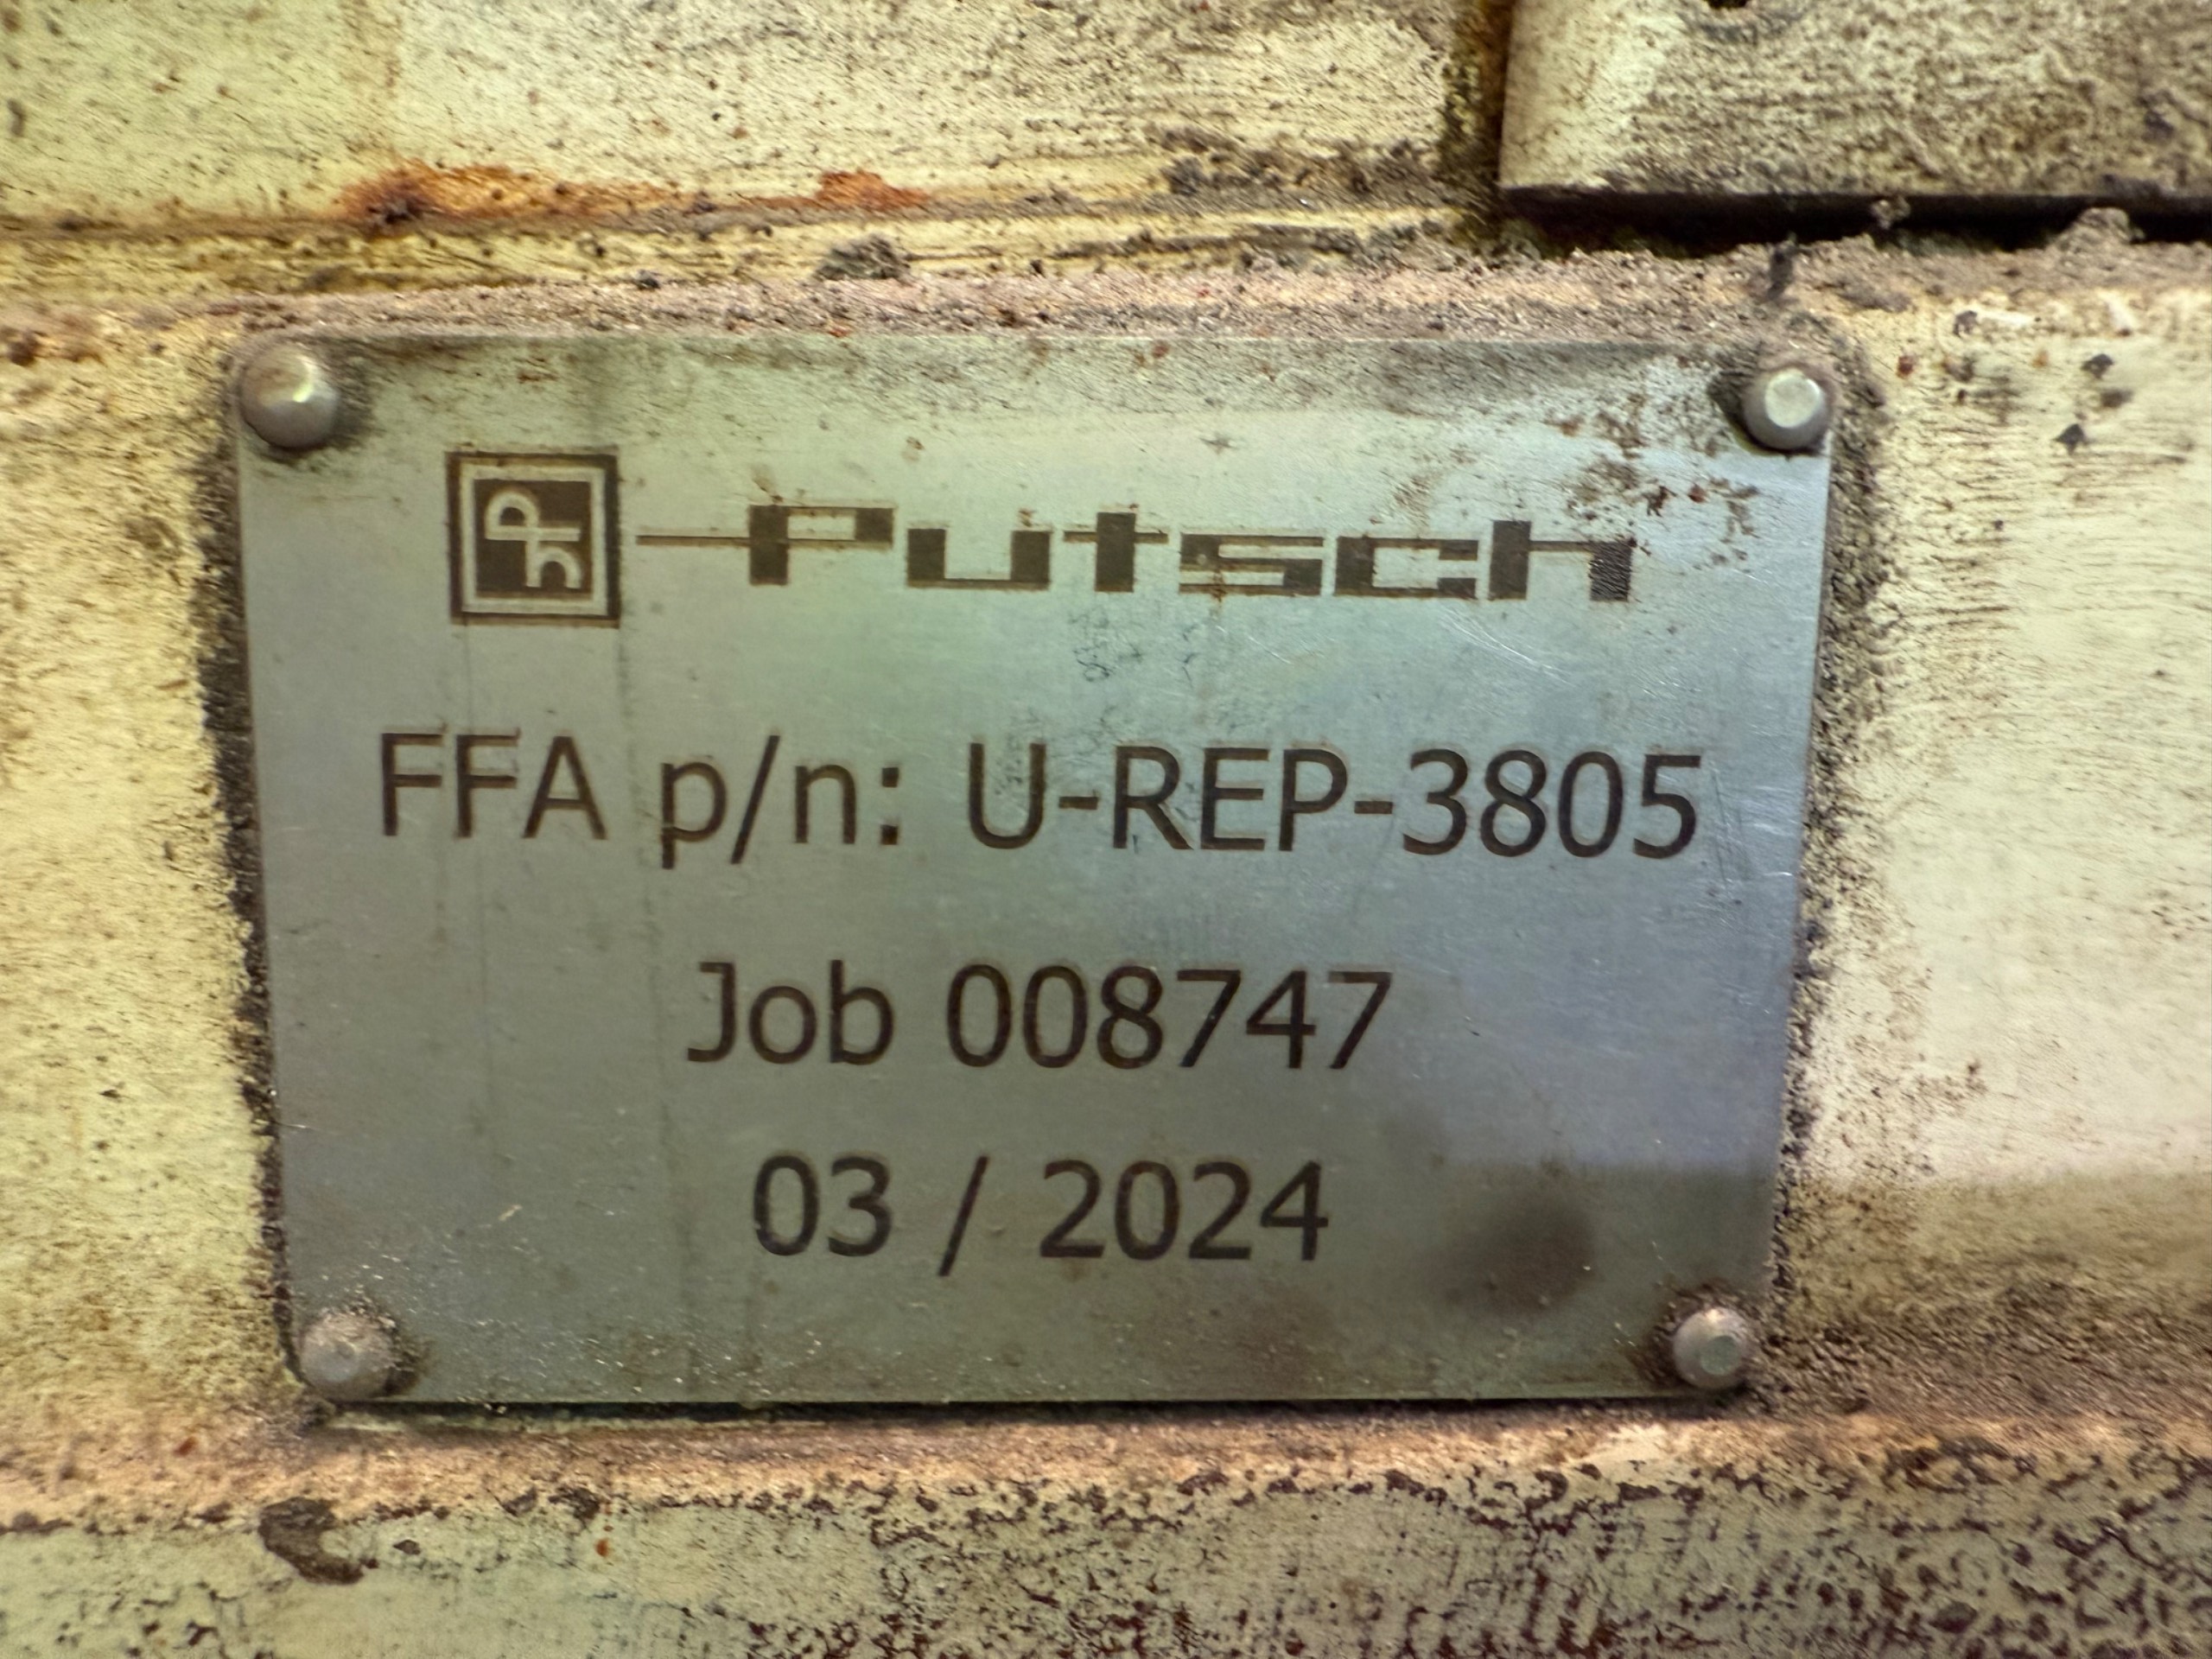 Putsch
FFA p/n: U-REP-3805
Job 008747
03 / 2024